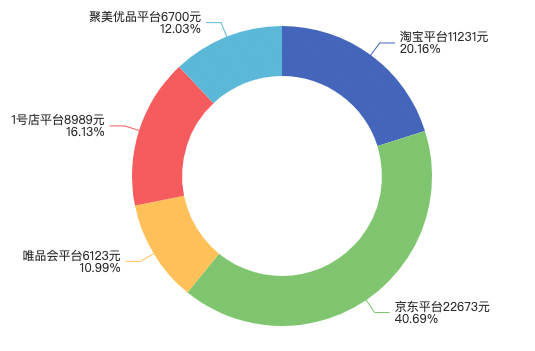 聚美优品平台6700元
12.03%
淘宝平台11231元
20.16%
1号店平台8989元
16.13%
唯品会平台6123元
10.99%
京东平台22673元
40.69%